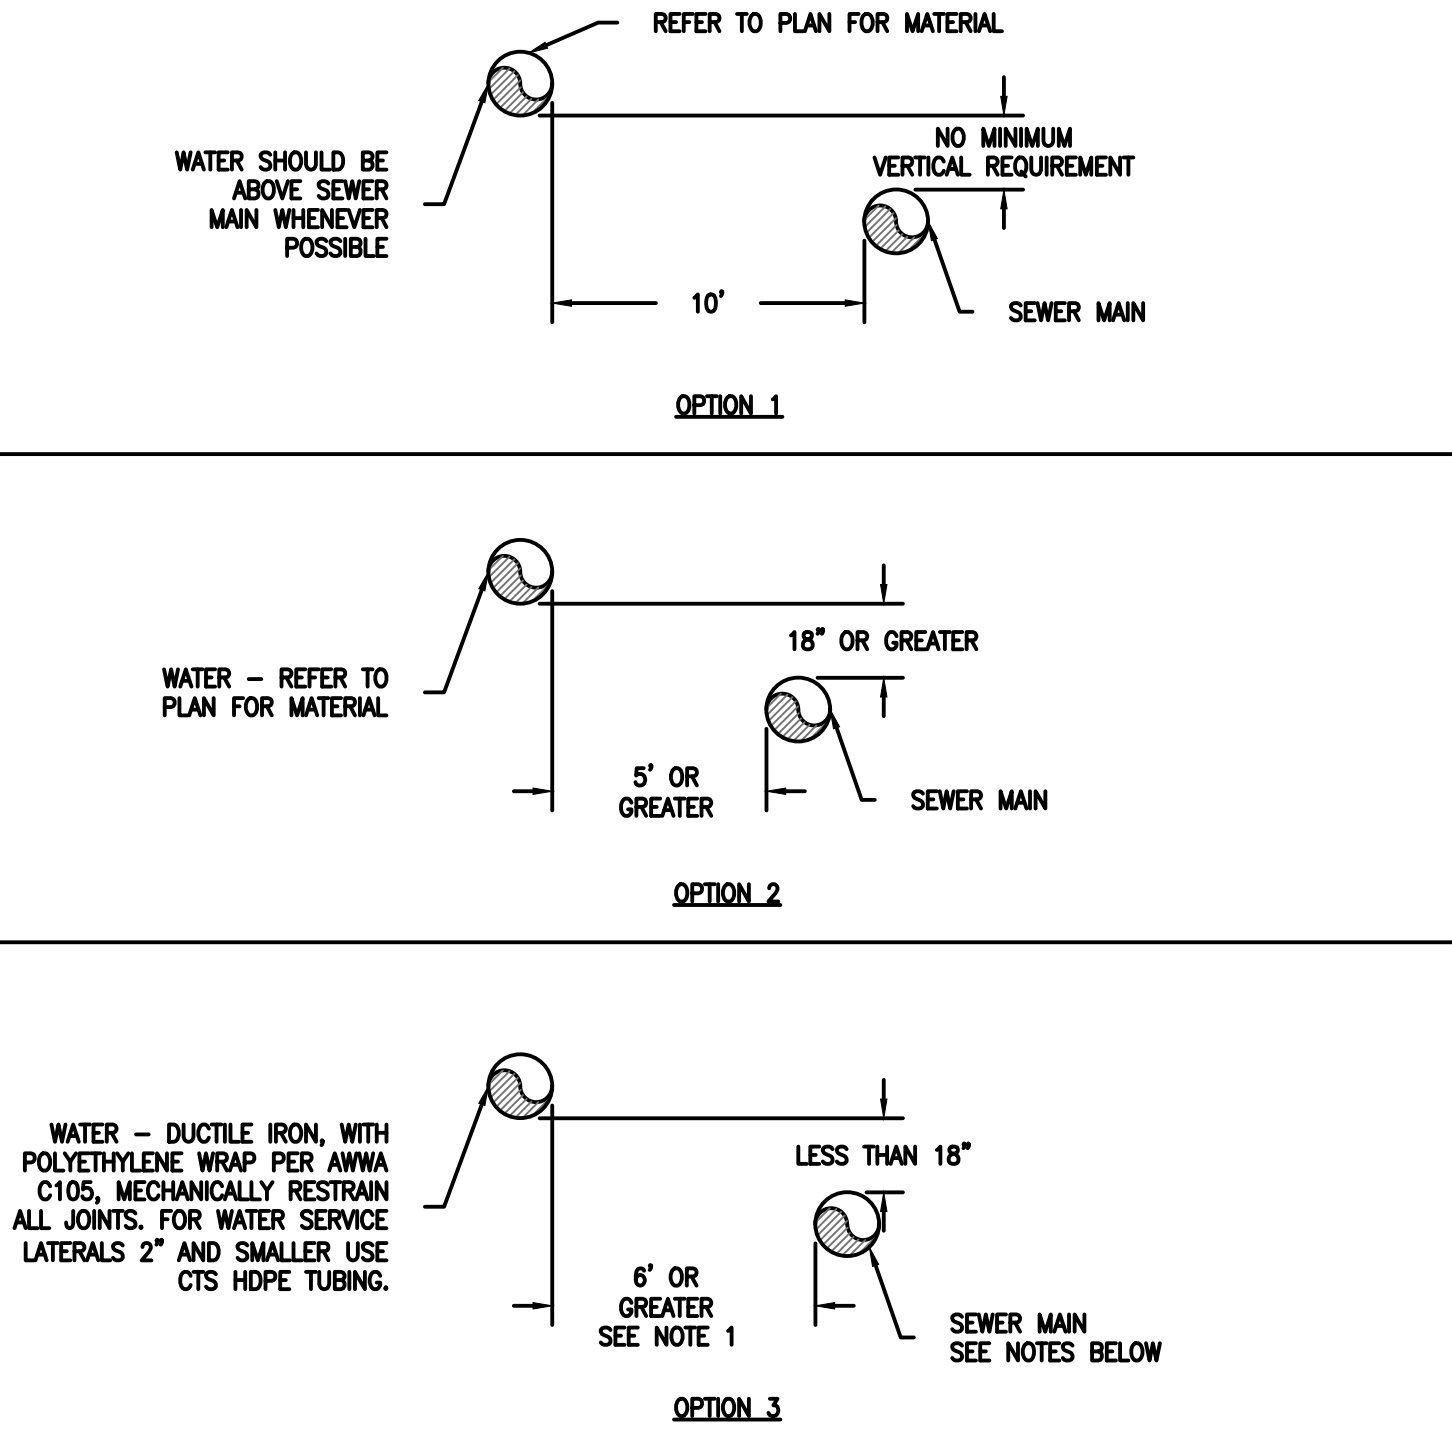 REFER TO PLAN FOR MATERIAL
NO MINIMUM
VERTICAL REQUIREMENT
WATER SHOULD BE
ABOVE SEWER
MAIN WHENEVER
POSSIBLE
10'
SEWER MAIN
OPTION 1
18" OR GREATER
WATER – REFER TO
PLAN FOR MATERIAL
5' OR
GREATER
SEWER MAIN
OPTION 2
WATER – DUCTILE IRON, WITH
POLYETHYLENE WRAP PER AWWA
C105, MECHANICALLY RESTRAIN
ALL JOINTS. FOR WATER SERVICE
LATERALS 2" AND SMALLER USE
CTS HDPE TUBING.
LESS THAN 18"
6' OR
GREATER
SEE NOTE 1
SEWER MAIN
SEE NOTES BELOW
OPTION 3